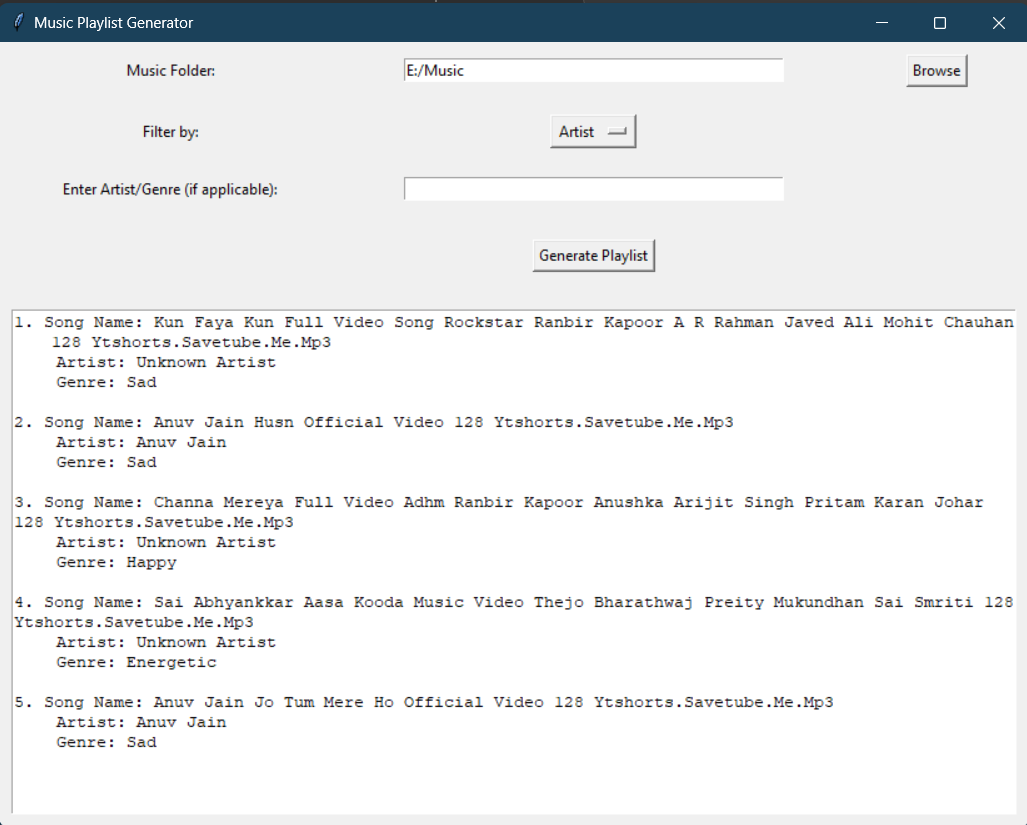 Music Playlist Generator
Music Folder: E:/Music Browse
Filter by: Artist
Enter Artist/Genre (if applicable):
Generate Playlist
1. Song Name: Kun Faya Kun Full Video Song Rockstar Ranbir Kapoor A R Rahman Javed Ali Mohit Chauhan
128 Ytshorts.Savetube.Me.Mp3
Artist: Unknown Artist
Genre: Sad
2. Song Name: Anuv Jain Husn Official Video 128 Ytshorts.Savetube.Me.Mp3
Artist: Anuv Jain
Genre: Sad
3. Song Name: Channa Mereya Full Video Adhm Ranbir Kapoor Anushka Arijit Singh Pritam Karan Johar
128 Ytshorts.Savetube.Me.Mp3
Artist: Unknown Artist
Genre: Happy
4. Song Name: Sai Abhyankkar Aasa Kooda Music Video Thejo Bharathwaj Preity Mukundhan Sai Smriti 128
Ytshorts.Savetube.Me.Mp3
Artist: Unknown Artist
Genre: Energetic
5. Song Name: Anuv Jain Jo Tum Mere Ho Official Video 128 Ytshorts.Savetube.Me.Mp3
Artist: Anuv Jain
Genre: Sad